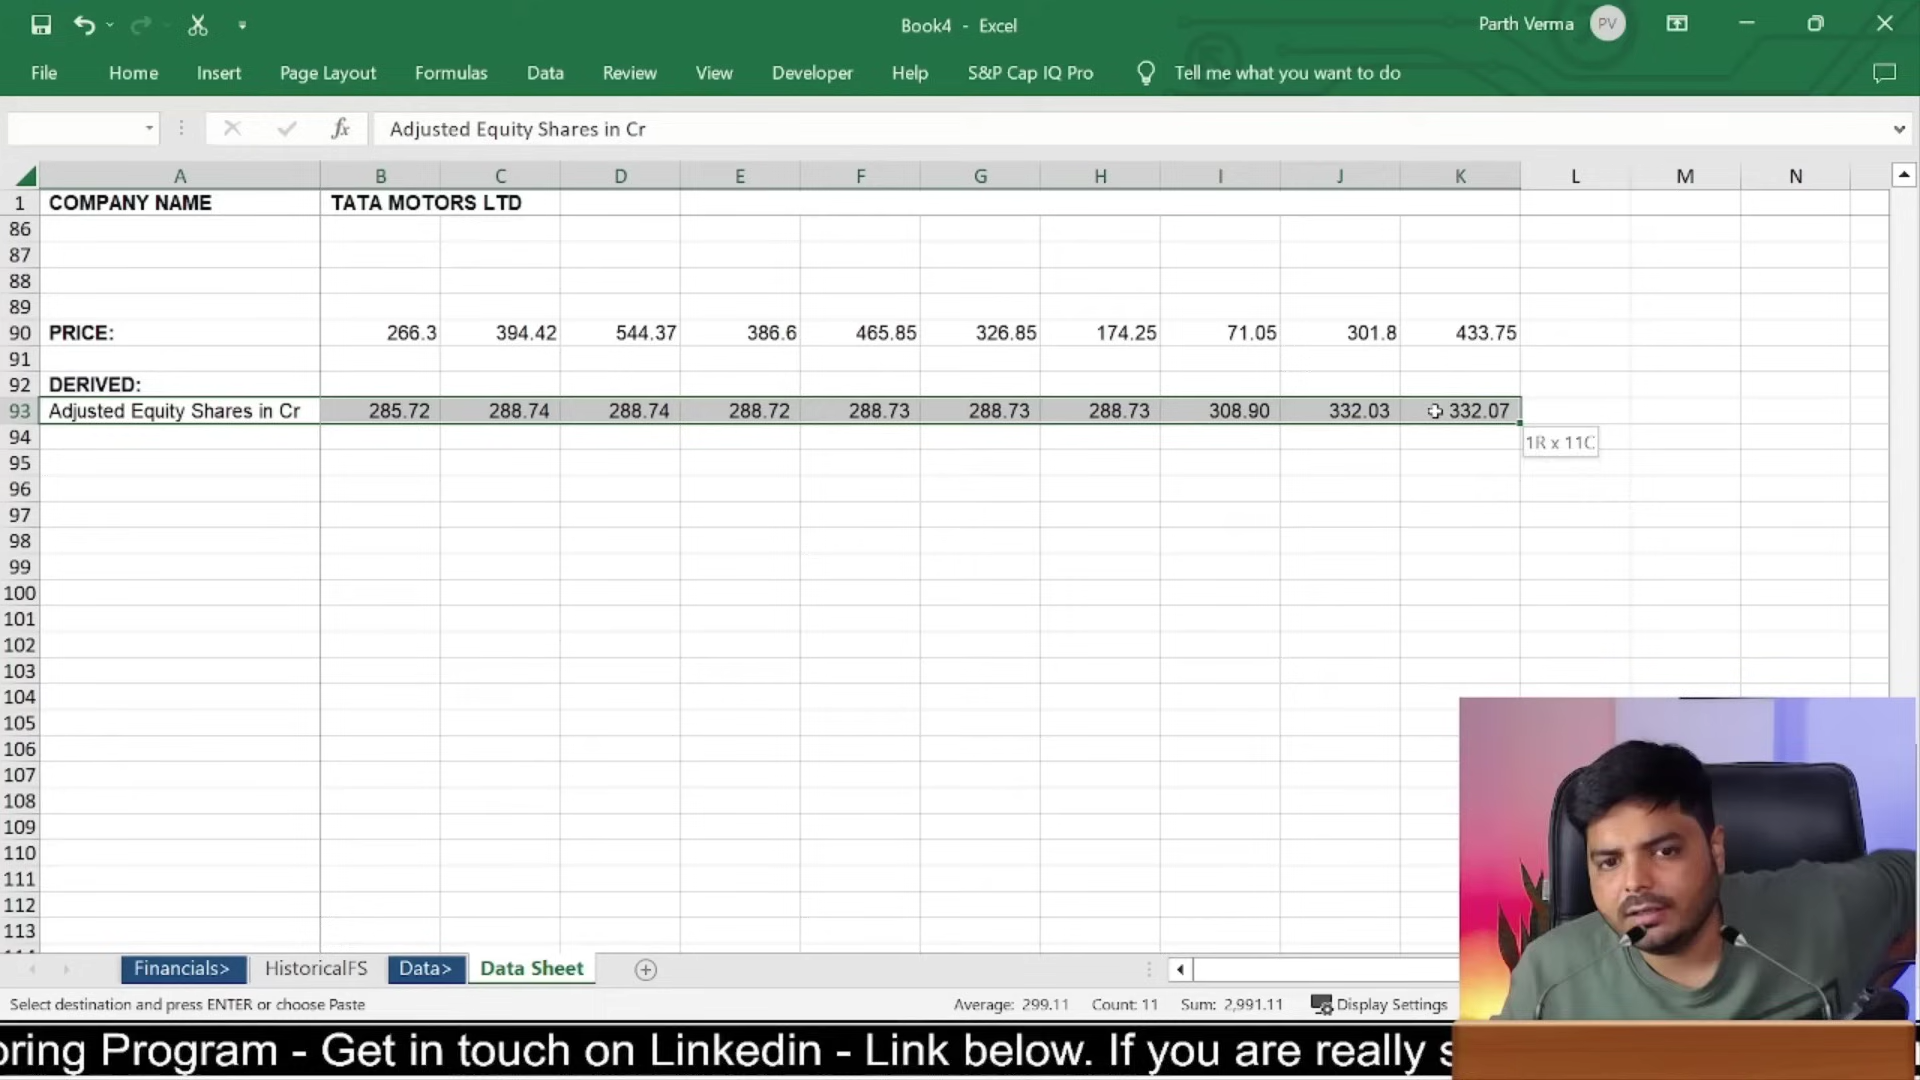 Book4 - Excel
Parth Verma PV
File Home Insert Page Layout Formulas Data Review View Developer Help S&P Cap IQ Pro Tell me what you want to do
fx Adjusted Equity Shares in Cr
A B C D E F G H I J K L M N
1 COMPANY NAME TATA MOTORS LTD
86
87
88
89
90 PRICE: 266.3 394.42 544.37 386.6 465.85 326.85 174.25 71.05 301.8 433.75
91
92 DERIVED:
93 Adjusted Equity Shares in Cr 285.72 288.74 288.74 288.72 288.73 288.73 288.73 308.90 332.03 332.07
94
1R x 11C
95
96
97
98
99
100
101
102
103
104
105
106
107
108
109
110
111
112
113
Financials> HistoricalFS Data> Data Sheet
Select destination and press ENTER or choose Paste Average: 299.11 Count: 11 Sum: 2,991.11 Display Settings
oring Program - Get in touch on Linkedin - Link below. If you are really